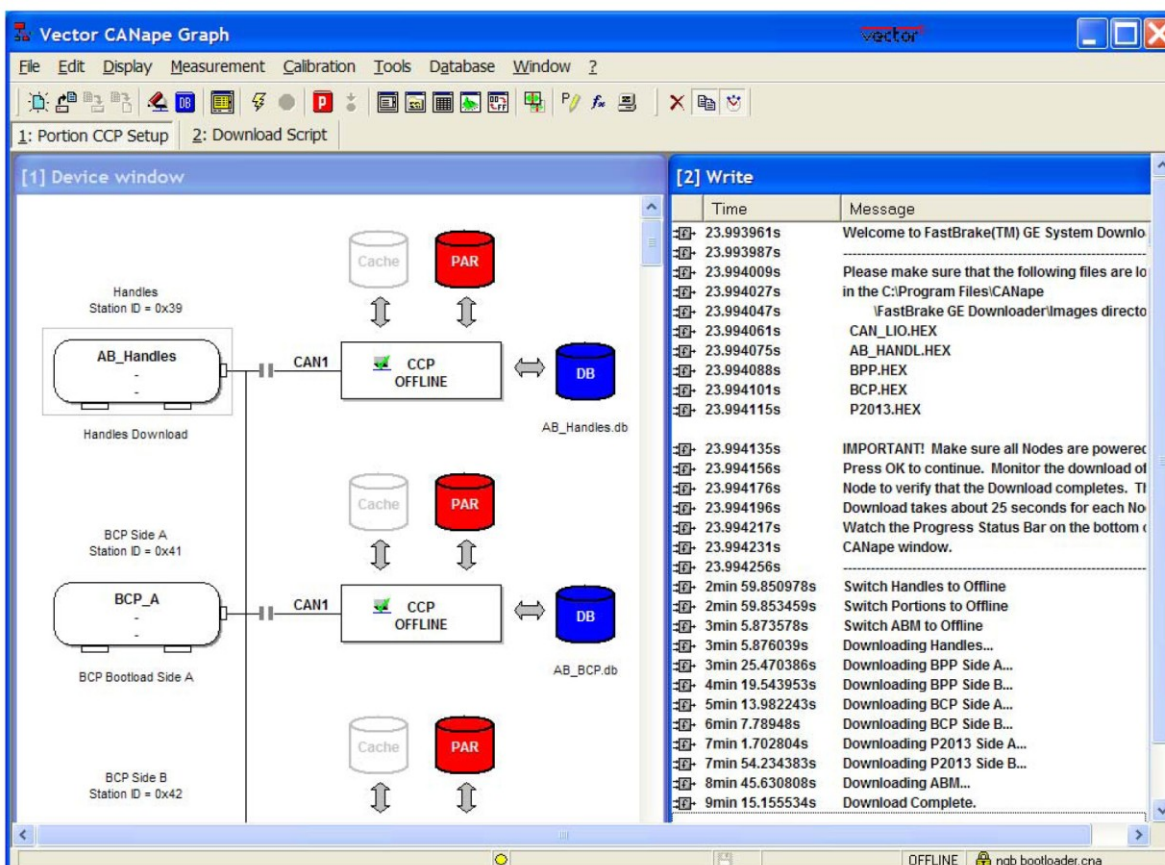 Vector CANape Graph
vector
File Edit Display Measurement Calibration Tools Database Window ?
DB
P
1: Portion CCP Setup 2: Download Script
[1] Device window
Handles
Station ID = 0x39
AB_Handles
-
-
Handles Download
CAN1
Cache
PAR
CCP
OFFLINE
DB
AB_Handles.db
BCP Side A
Station ID = 0x41
BCP_A
-
-
BCP Bootload Side A
CAN1
Cache
PAR
CCP
OFFLINE
DB
AB_BCP.db
BCP Side B
Station ID = 0x42
Cache
PAR
[2] Write
Time Message
23.993961s Welcome to FastBrake(TM) GE System Downlo
23.993987s --------------------------------------------------------
23.994009s Please make sure that the following files are lo
23.994027s in the C:\Program Files\CANape
23.994047s \FastBrake GE Downloader\Images directo
23.994061s CAN_LIO.HEX
23.994075s AB_HANDL.HEX
23.994088s BPP.HEX
23.994101s BCP.HEX
23.994115s P2013.HEX
23.994135s IMPORTANT! Make sure all Nodes are powered
23.994156s Press OK to continue. Monitor the download of
23.994176s Node to verify that the Download completes. Th
23.994196s Download takes about 25 seconds for each No
23.994217s Watch the Progress Status Bar on the bottom o
23.994231s CANape window.
23.994256s --------------------------------------------------------
2min 59.850978s Switch Handles to Offline
2min 59.853459s Switch Portions to Offline
3min 5.873578s Switch ABM to Offline
3min 5.876039s Downloading Handles...
3min 25.470386s Downloading BPP Side A...
4min 19.543953s Downloading BPP Side B...
5min 13.982243s Downloading BCP Side A...
6min 7.78948s Downloading BCP Side B...
7min 1.702804s Downloading P2013 Side A...
7min 54.234383s Downloading P2013 Side B...
8min 45.630808s Downloading ABM...
9min 15.155534s Download Complete.
OFFLINE ngb bootloader.cna